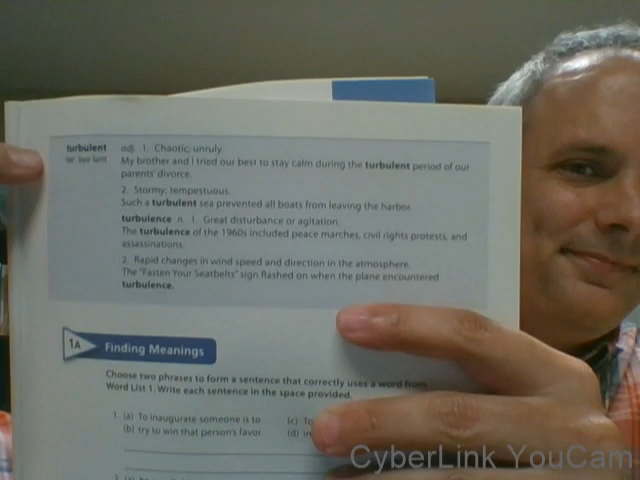 turbulent adj. 1. Chaotic; unruly.
tʉr´ byə lənt My brother and I tried our best to stay calm during the turbulent period of our
parents' divorce.
2. Stormy; tempestuous.
Such a turbulent sea prevented all boats from leaving the harbor.
turbulence n. 1. Great disturbance or agitation.
The turbulence of the 1960s included peace marches, civil rights protests, and
assassinations.
2. Rapid changes in wind speed and direction in the atmosphere.
The "Fasten Your Seatbelts" sign flashed on when the plane encountered
turbulence.
1A Finding Meanings
Choose two phrases to form a sentence that correctly uses a word from
Word List 1. Write each sentence in the space provided.
1. (a) To inaugurate someone is to (c) To
(b) try to win that person's favor. (d)
CyberLink YouCam